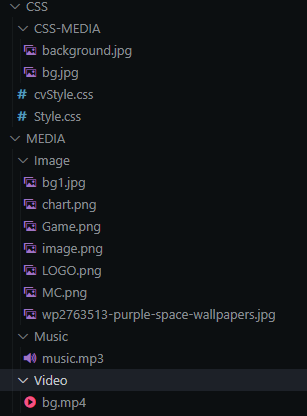 CSS
CSS-MEDIA
background.jpg
bg.jpg
# cvStyle.css
# Style.css
MEDIA
Image
bg1.jpg
chart.png
Game.png
image.png
LOGO.png
MC.png
wp2763513-purple-space-wallpapers.jpg
Music
music.mp3
Video
bg.mp4